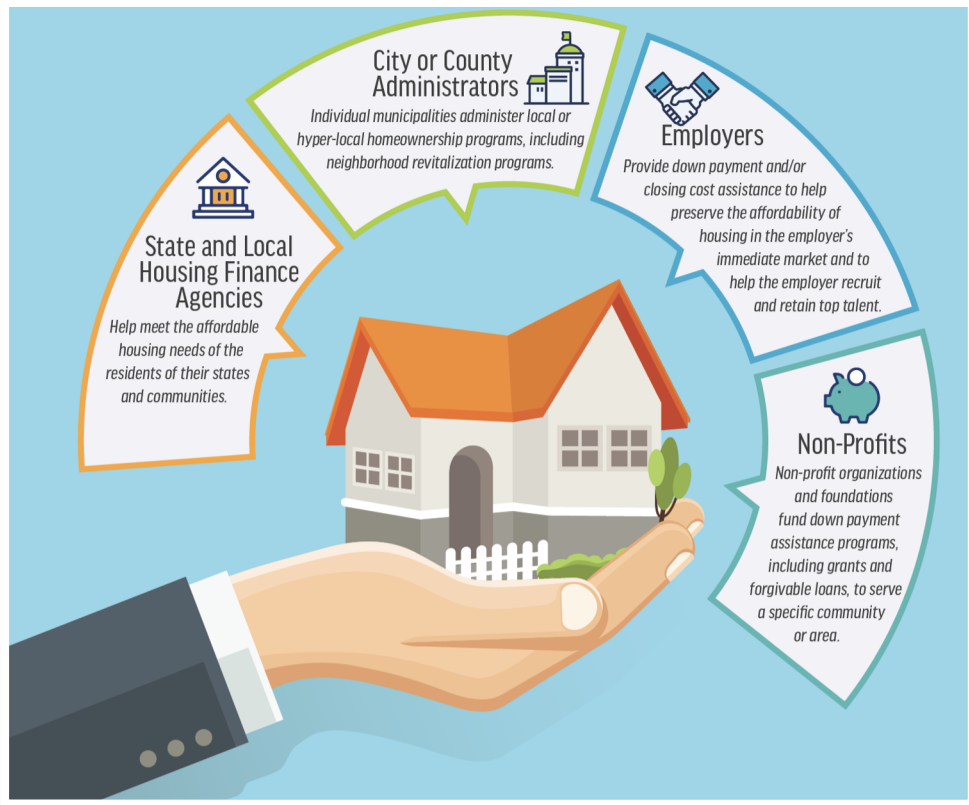 State and Local
Housing Finance
Agencies
Help meet the affordable
housing needs of the
residents of their states
and communities.
City or County
Administrators
Individual municipalities administer local or
hyper-local homeownership programs, including
neighborhood revitalization programs.
Employers
Provide down payment and/or
closing cost assistance to help
preserve the affordability of
housing in the employer's
immediate market and to
help the employer recruit
and retain top talent.
Non-Profits
Non-profit organizations
and foundations
fund down payment
assistance programs,
including grants and
forgivable loans, to serve
a specific community
or area.